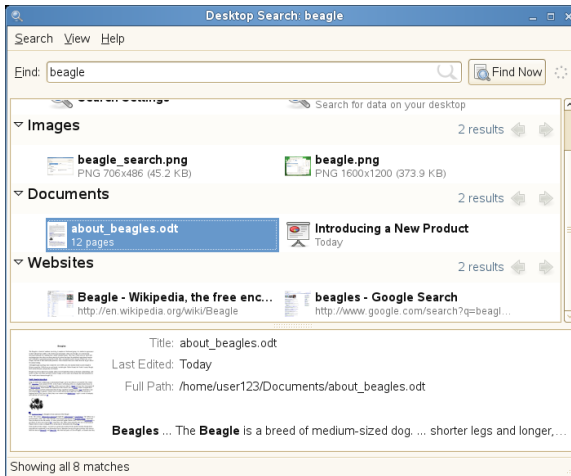 Desktop Search: beagle
Search View Help
Find: beagle Find Now
Search Settings
Search for data on your desktop
Images 2 results
beagle_search.png
PNG 706x486 (45.2 KB)
beagle.png
PNG 1600x1200 (373.9 KB)
Documents 2 results
about_beagles.odt
12 pages
Introducing a New Product
Today
Websites 2 results
Beagle - Wikipedia, the free enc...
http://en.wikipedia.org/wiki/Beagle
beagles - Google Search
http://www.google.com/search?q=beagl...
Title: about_beagles.odt
Last Edited: Today
Full Path: /home/user123/Documents/about_beagles.odt
Beagles ... The Beagle is a breed of medium-sized dog. ... shorter legs and longer,...
Showing all 8 matches